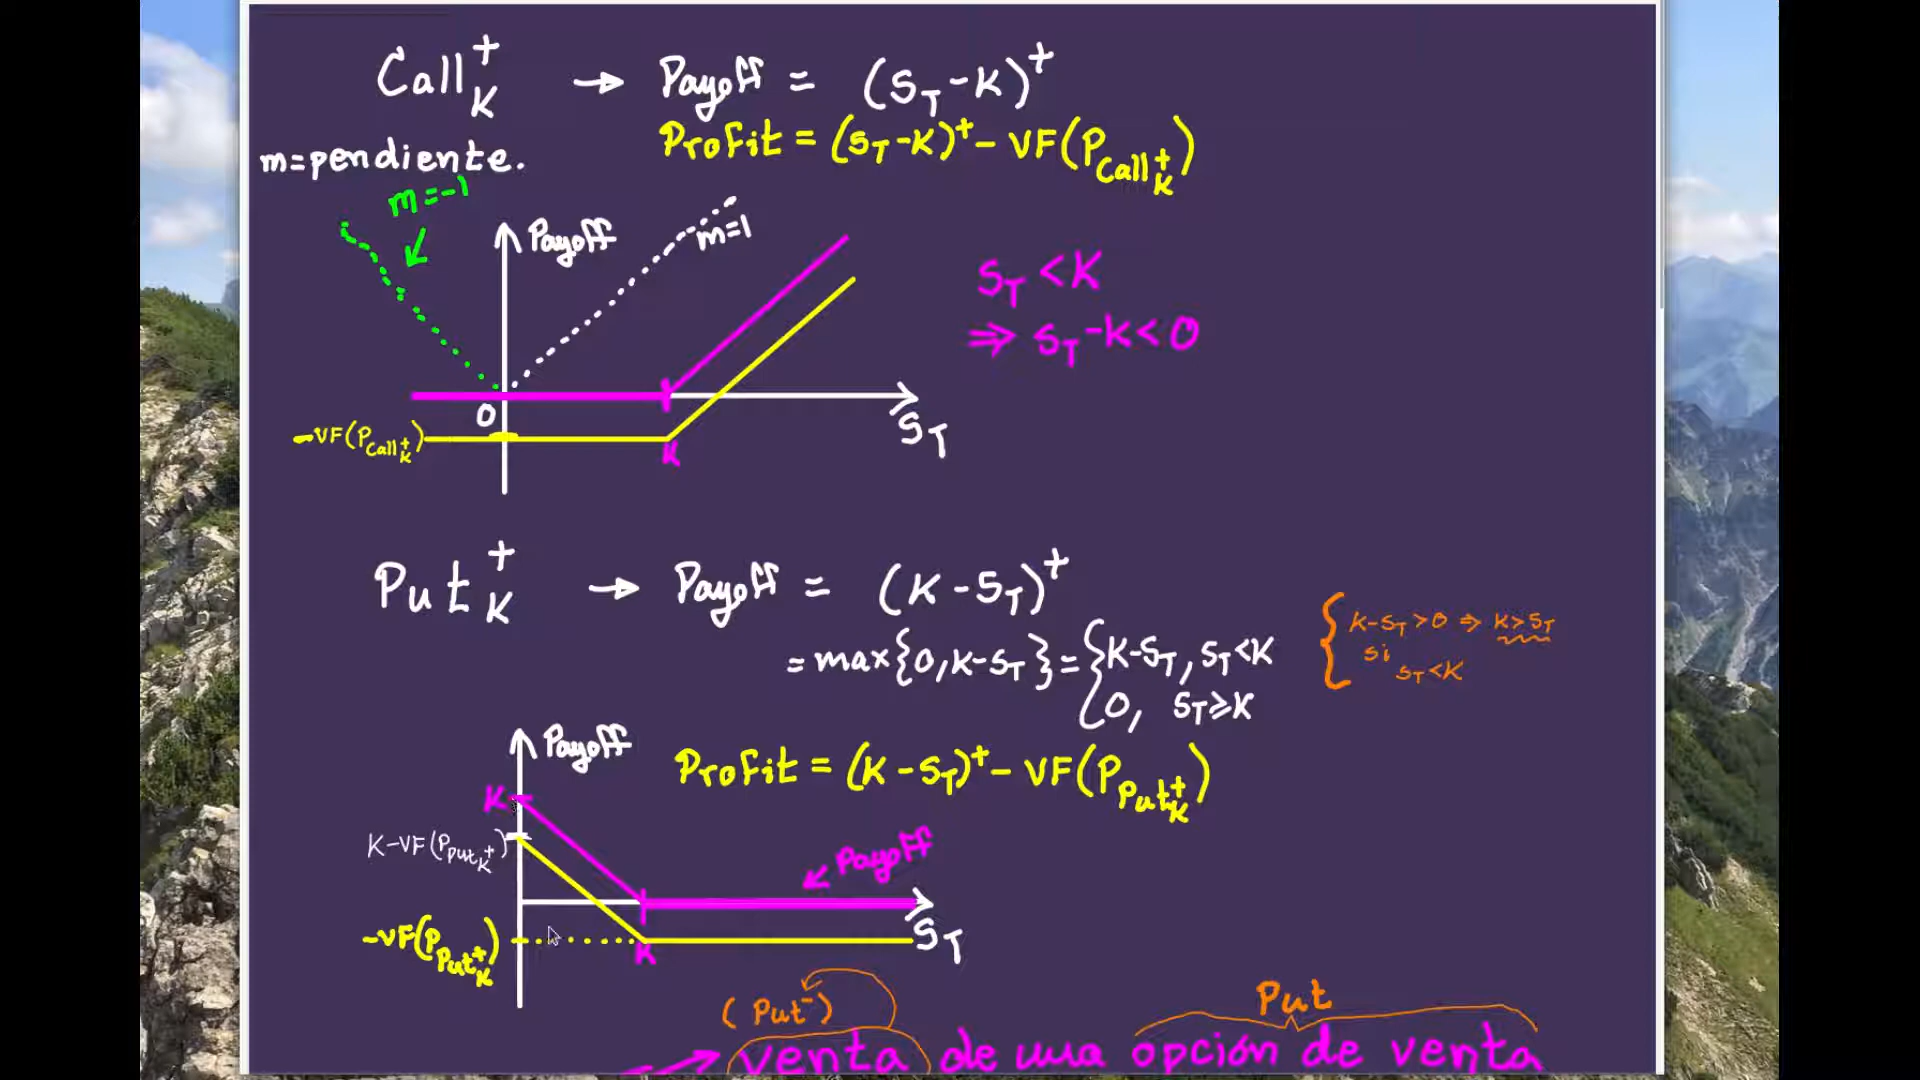 Call⁺_K → Payoff = (S_T - K)⁺
Profit = (S_T - K)⁺ - VF(P_Call⁺_K)
m=pendiente.
m=-1
Payoff
m=1
S_T < K
⇒ S_T - K < 0
0
S_T
-VF(P_Call⁺_K)
K
Put⁺_K → Payoff = (K - S_T)⁺
= max{0, K-S_T} = { K-S_T, S_T<K
0, S_T≥K
{ K-S_T>0 ⇒ K>S_T
si
S_T<K
Payoff
Profit = (K - S_T)⁺ - VF(P_Put⁺_K)
K
K-VF(P_Put⁺_K)
Payoff
-VF(P_Put⁺_K)
K
S_T
(Put⁻)
Put
venta de una opción de venta